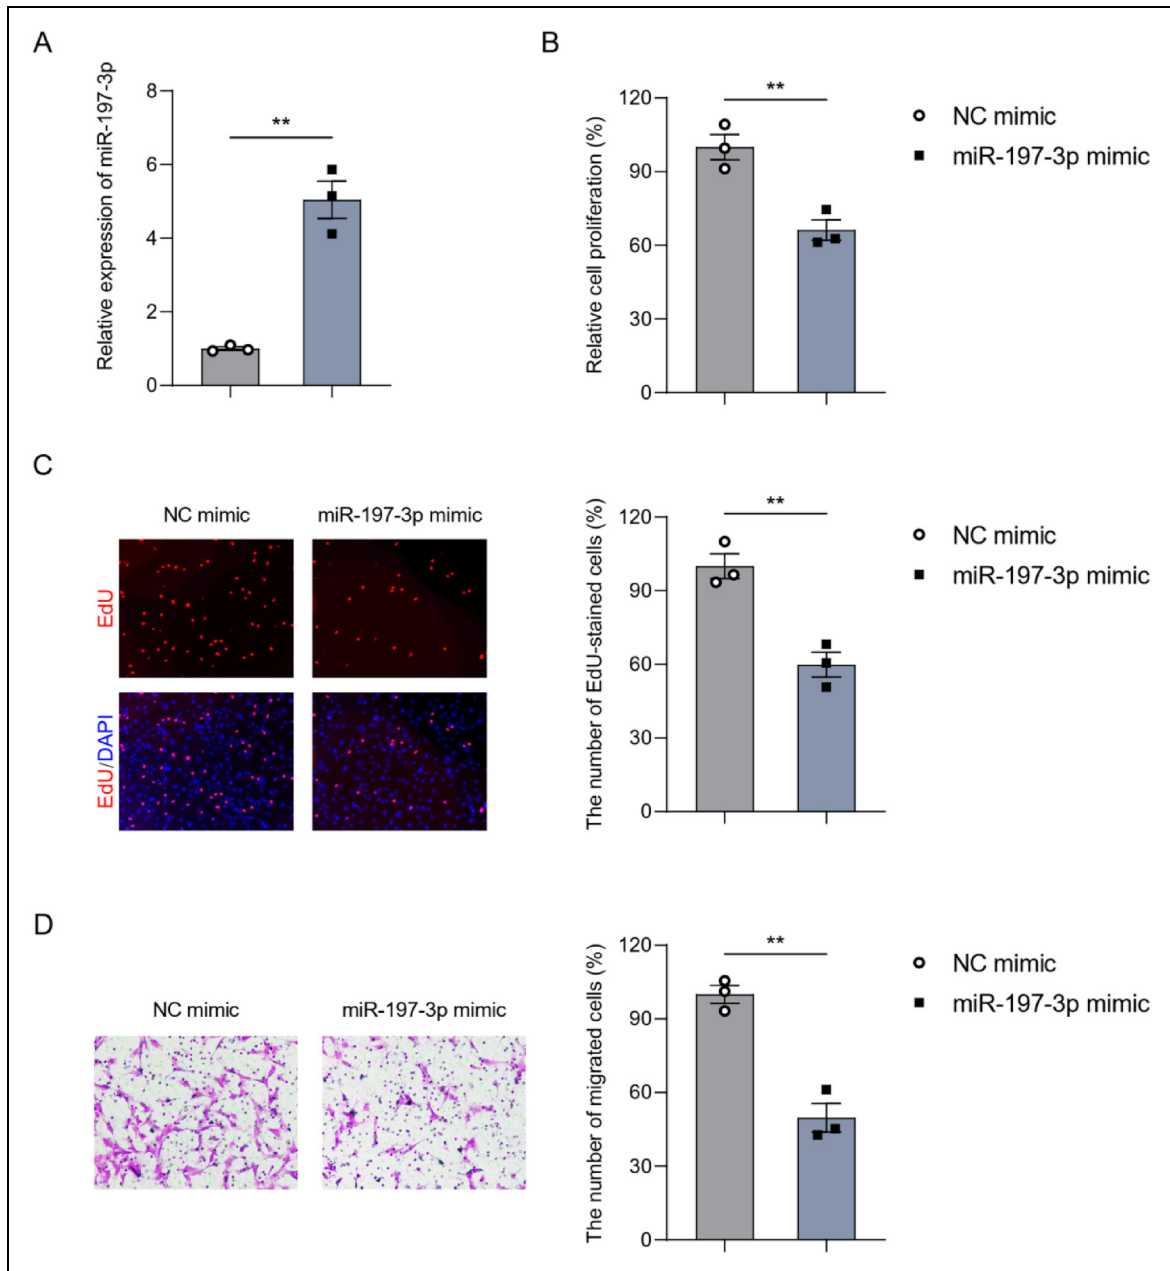 A
Relative expression of miR-197-3p
8
6
4
2
0
**
B
Relative cell proliferation (%)
120
90
60
30
0
**
NC mimic
miR-197-3p mimic
C
NC mimic
miR-197-3p mimic
EdU
EdU/DAPI
The number of EdU-stained cells (%)
120
90
60
30
0
**
NC mimic
miR-197-3p mimic
D
NC mimic
miR-197-3p mimic
The number of migrated cells (%)
120
90
60
30
0
**
NC mimic
miR-197-3p mimic